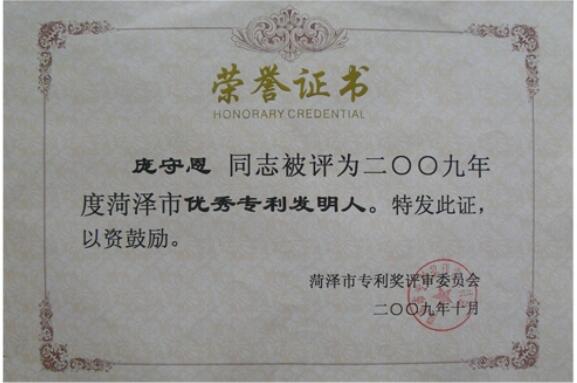 荣誉证书
HONORARY CREDENTIAL
庞守恩 同志被评为二〇〇九年
度菏泽市优秀专利发明人。特发此证，
以资鼓励。
菏泽市专利奖评审委员会
二〇〇九年十月